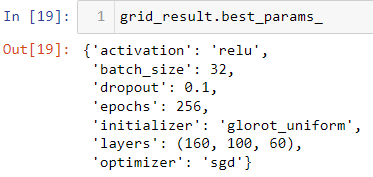 In [19]: 1 grid_result.best_params_
Out[19]: {'activation': 'relu',
'batch_size': 32,
'dropout': 0.1,
'epochs': 256,
'initializer': 'glorot_uniform',
'layers': (160, 100, 60),
'optimizer': 'sgd'}